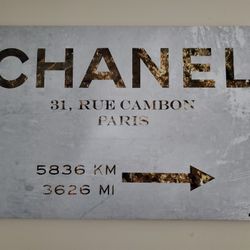 CHANEL
31, RUE CAMBON
PARIS
5836 KM
3626 MI